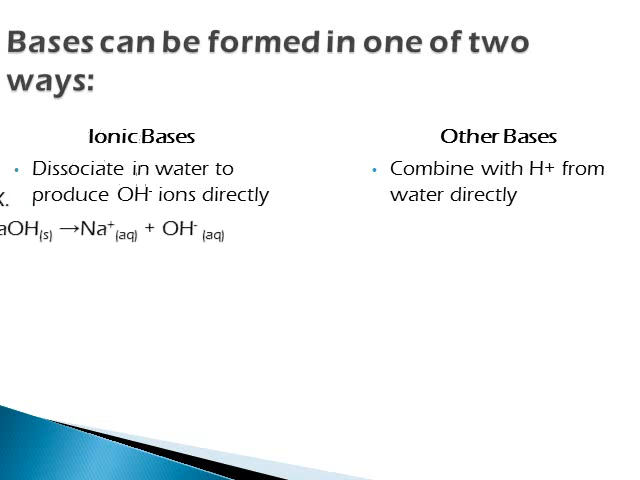 Bases can be formed in one of two
ways:
Ionic Bases
• Dissociate in water to
produce OH- ions directly
x.
aOH(s) →Na+(aq) + OH- (aq)
Other Bases
• Combine with H+ from
water directly